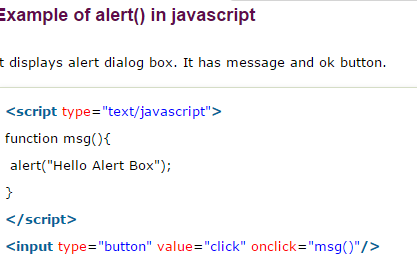 Example of alert() in javascript
t displays alert dialog box. It has message and ok button.
<script type="text/javascript">
function msg(){
 alert("Hello Alert Box");
}
</script>
<input type="button" value="click" onclick="msg()"/>